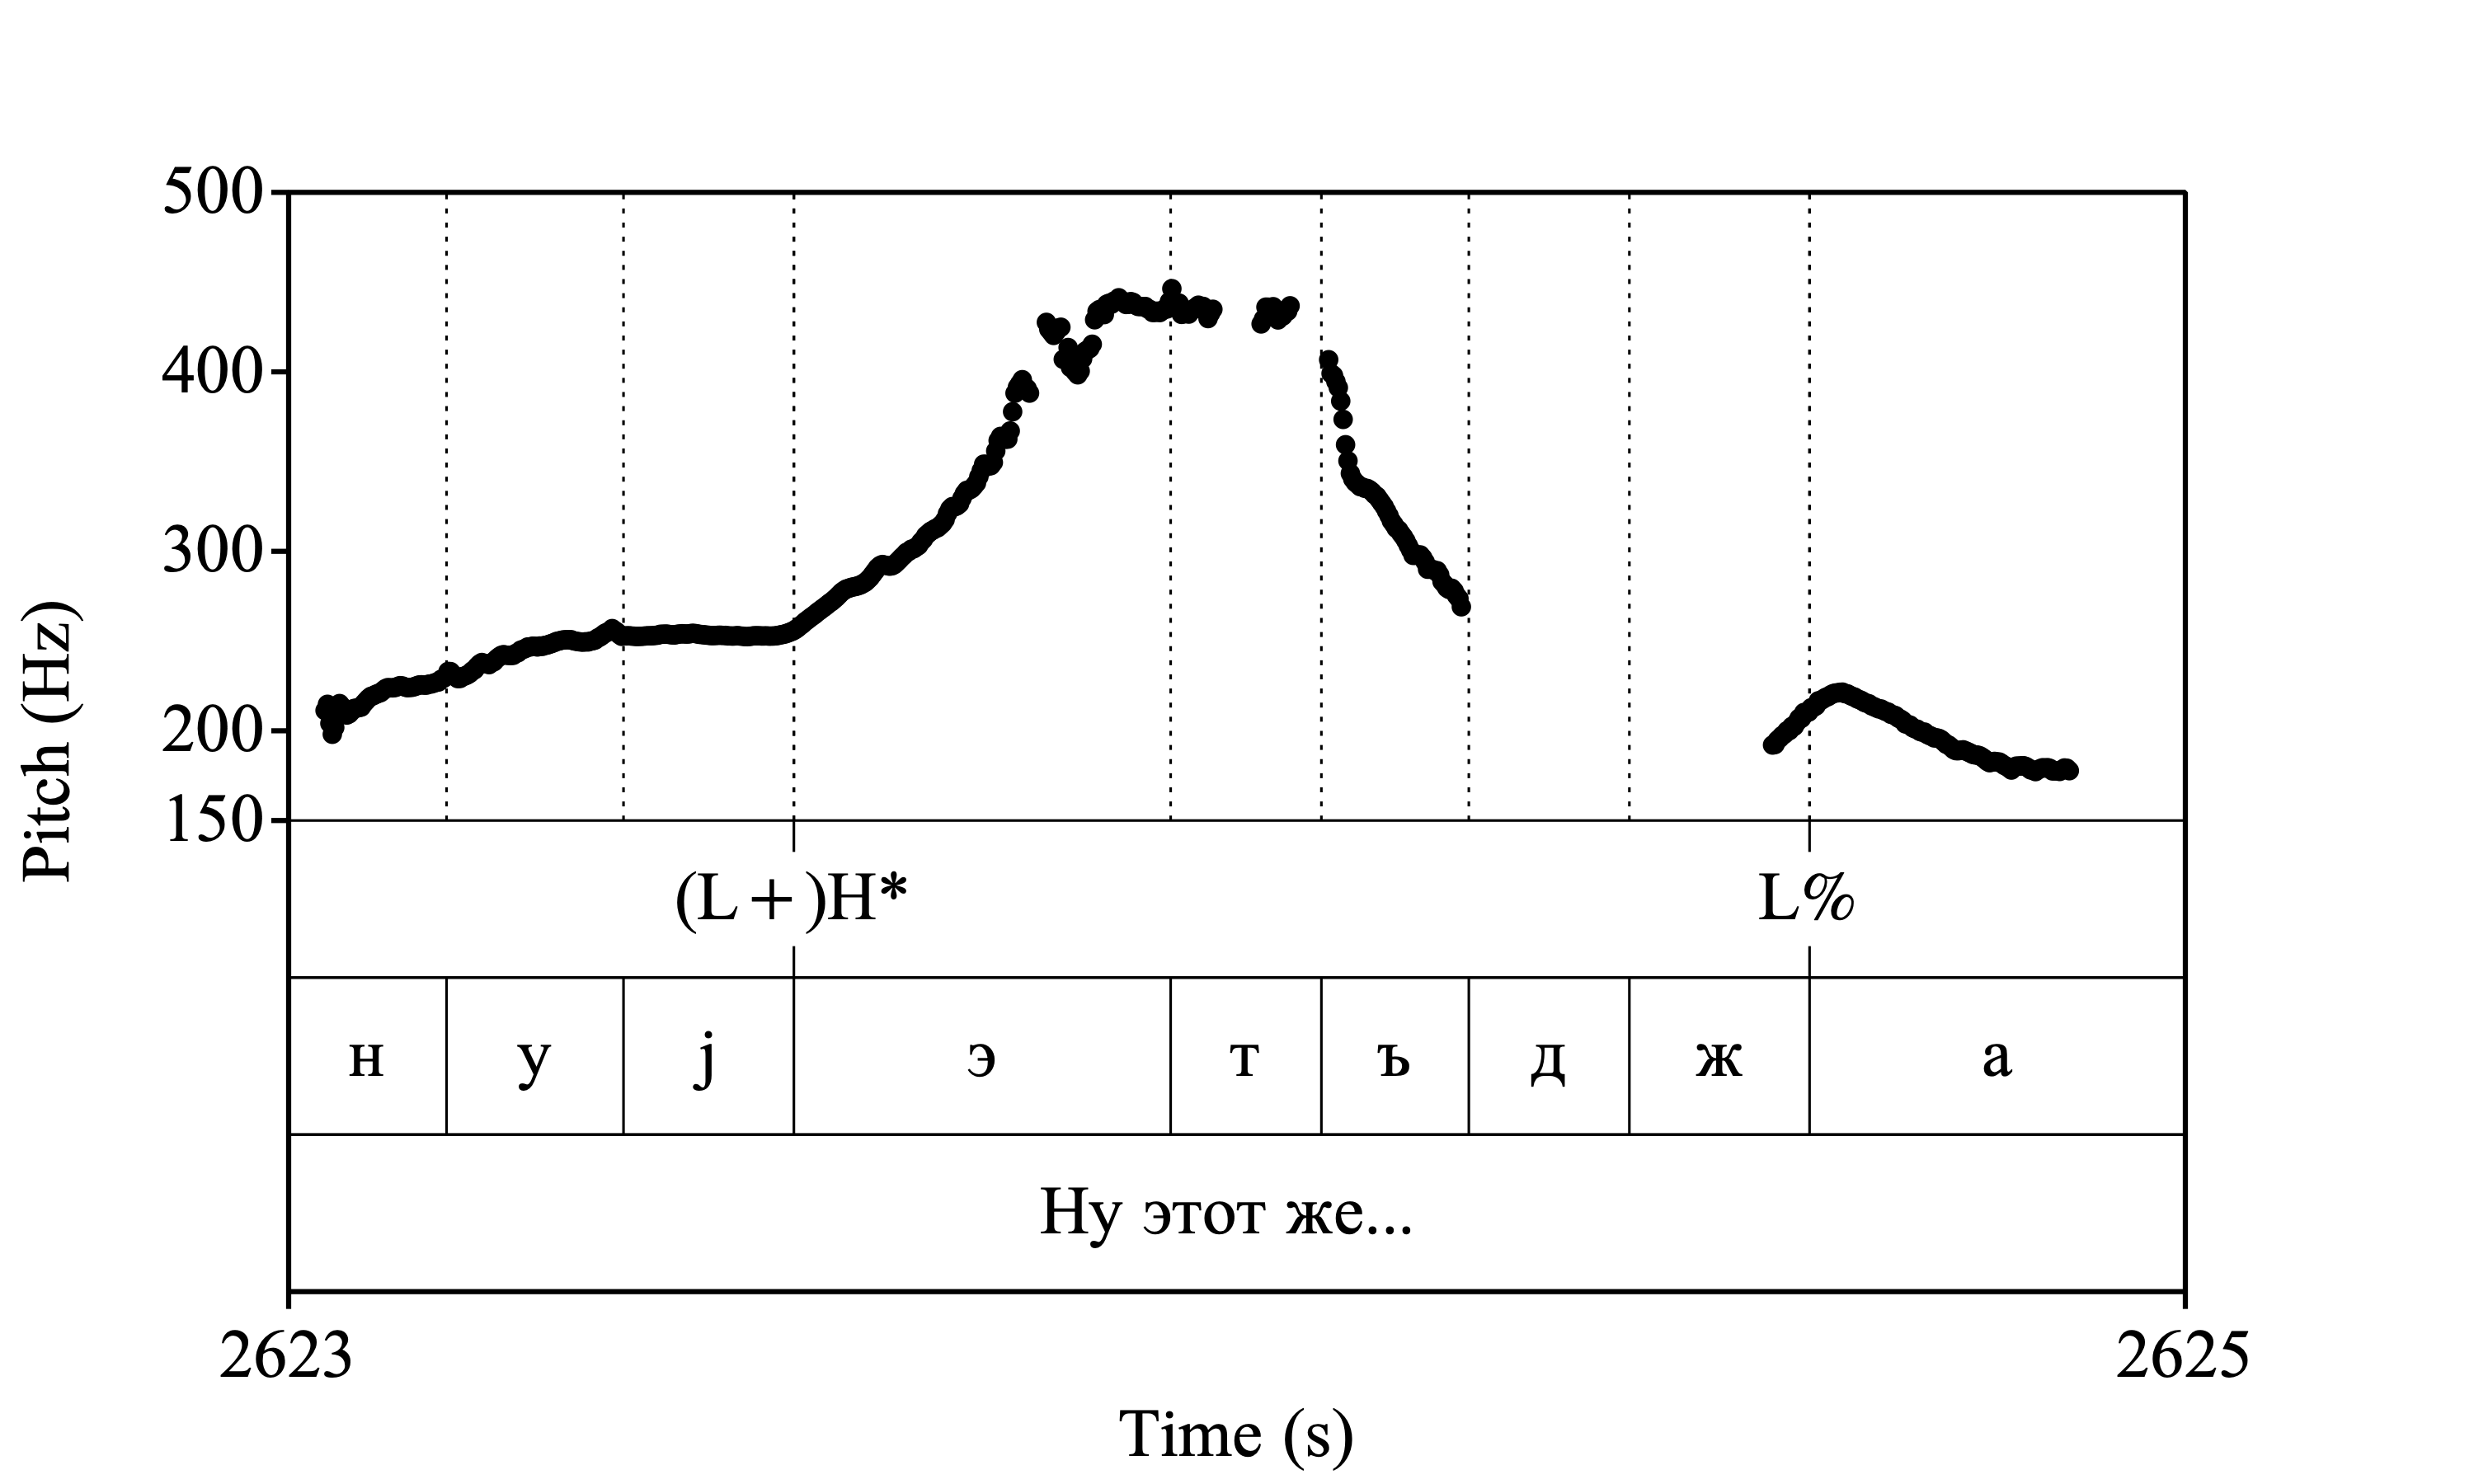 500
400
300
200
150
Pitch (Hz)
(L+)H* L%
н у j э т ъ д ж а
Ну этот же...
2623 2625
Time (s)